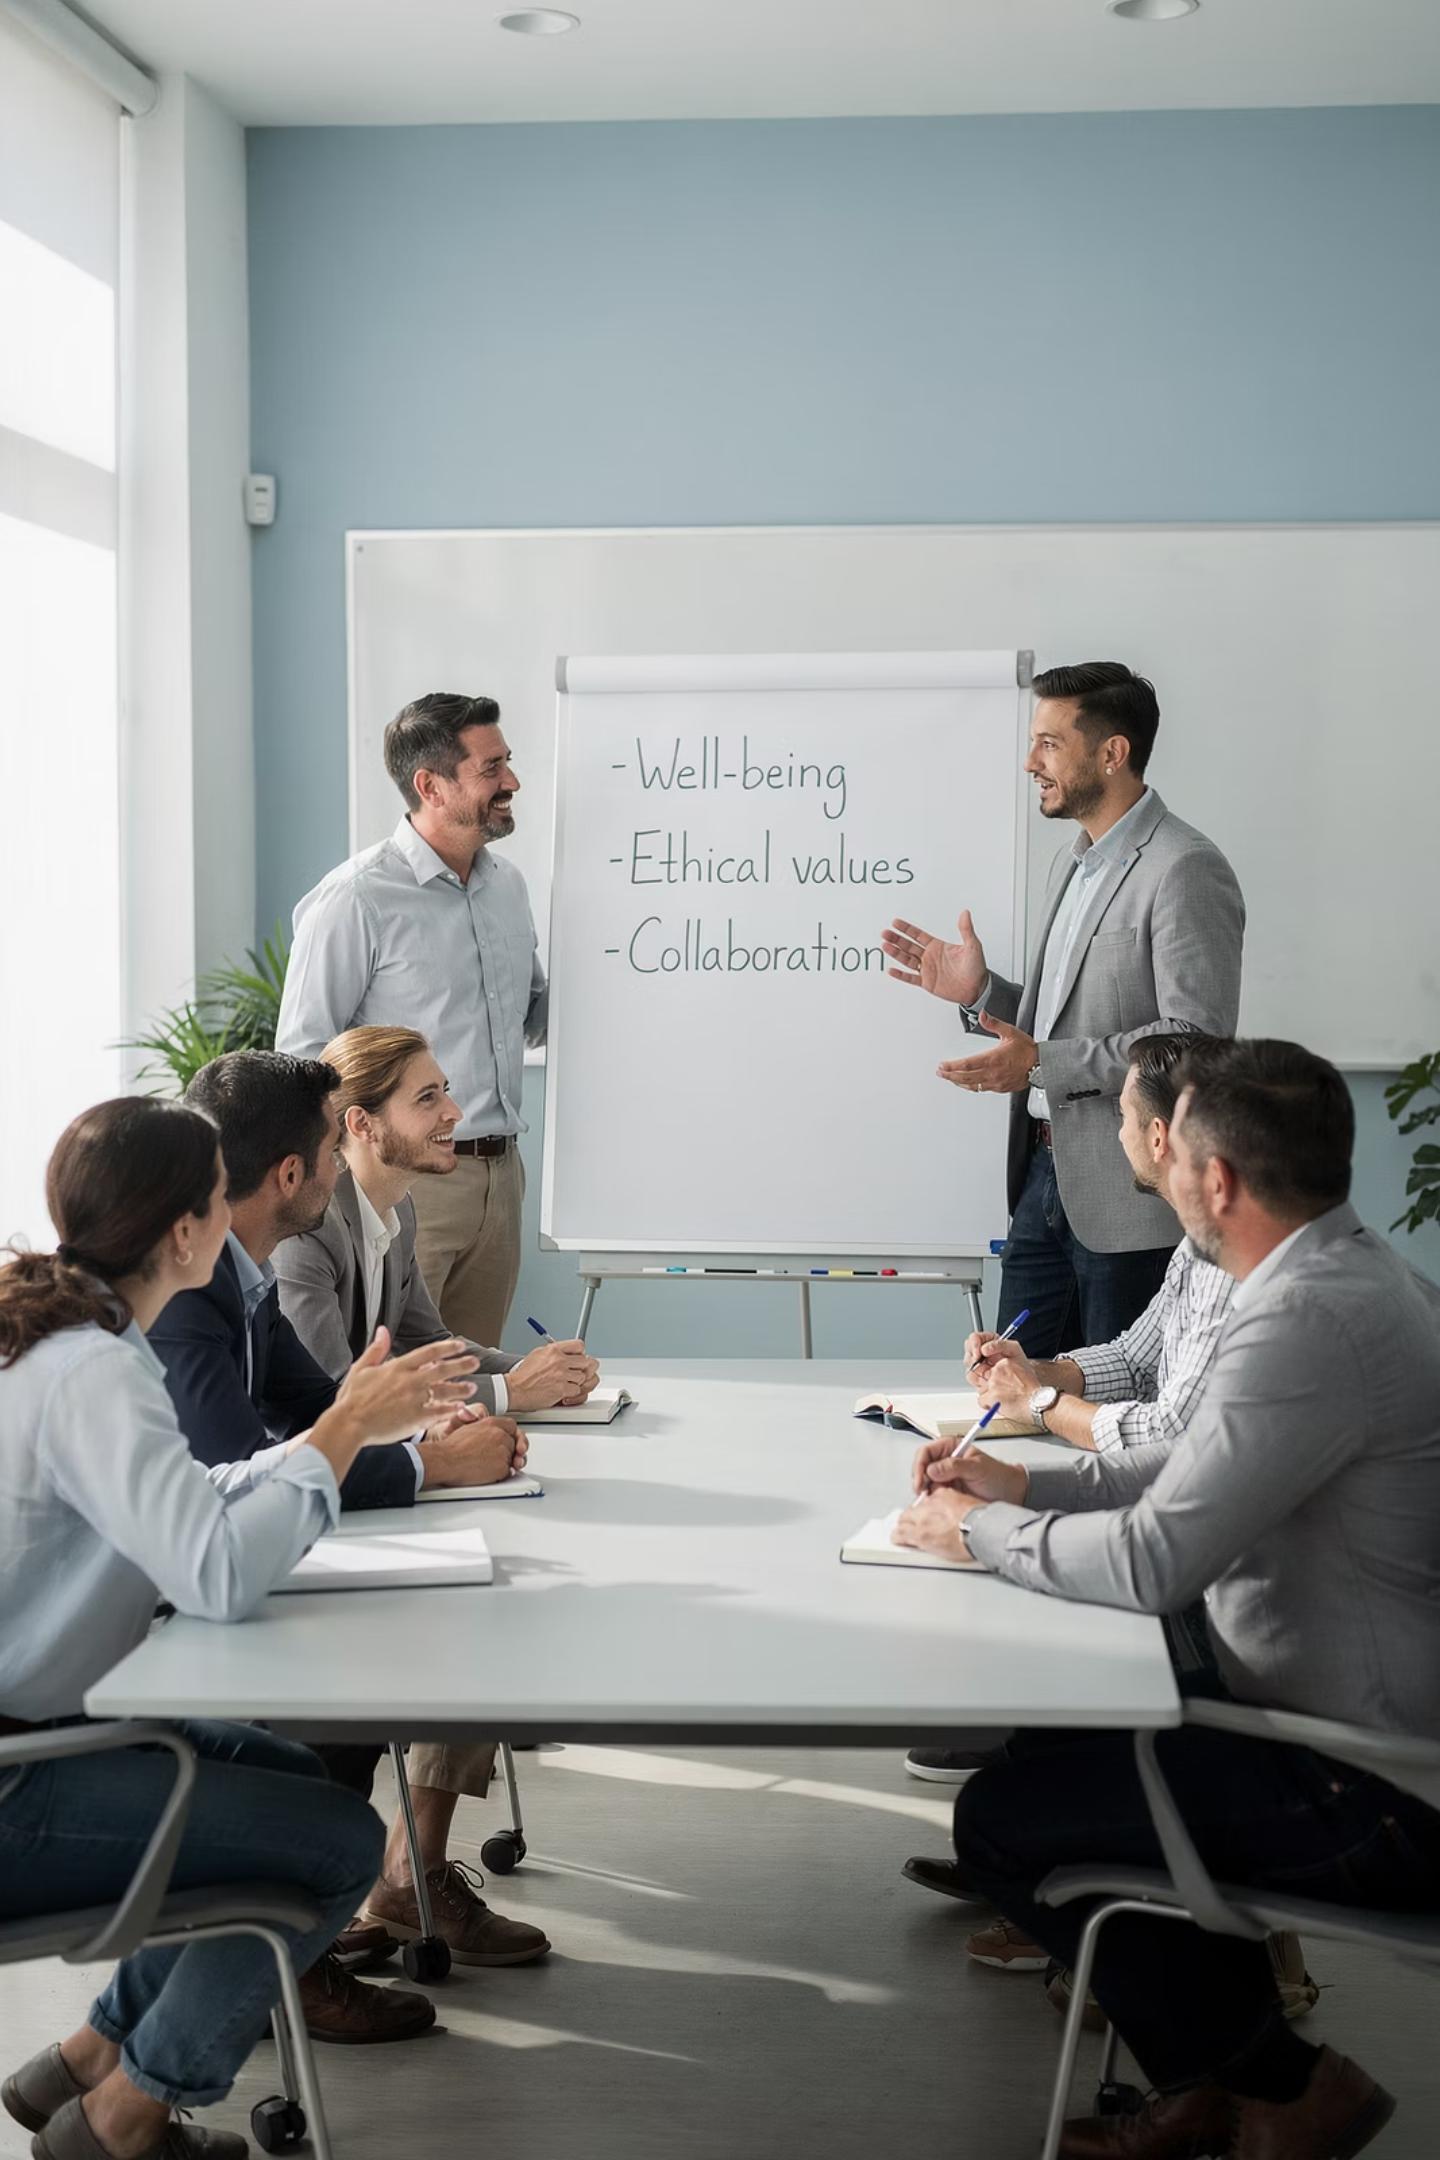 -Well-being
-Ethical values
-Collaboration